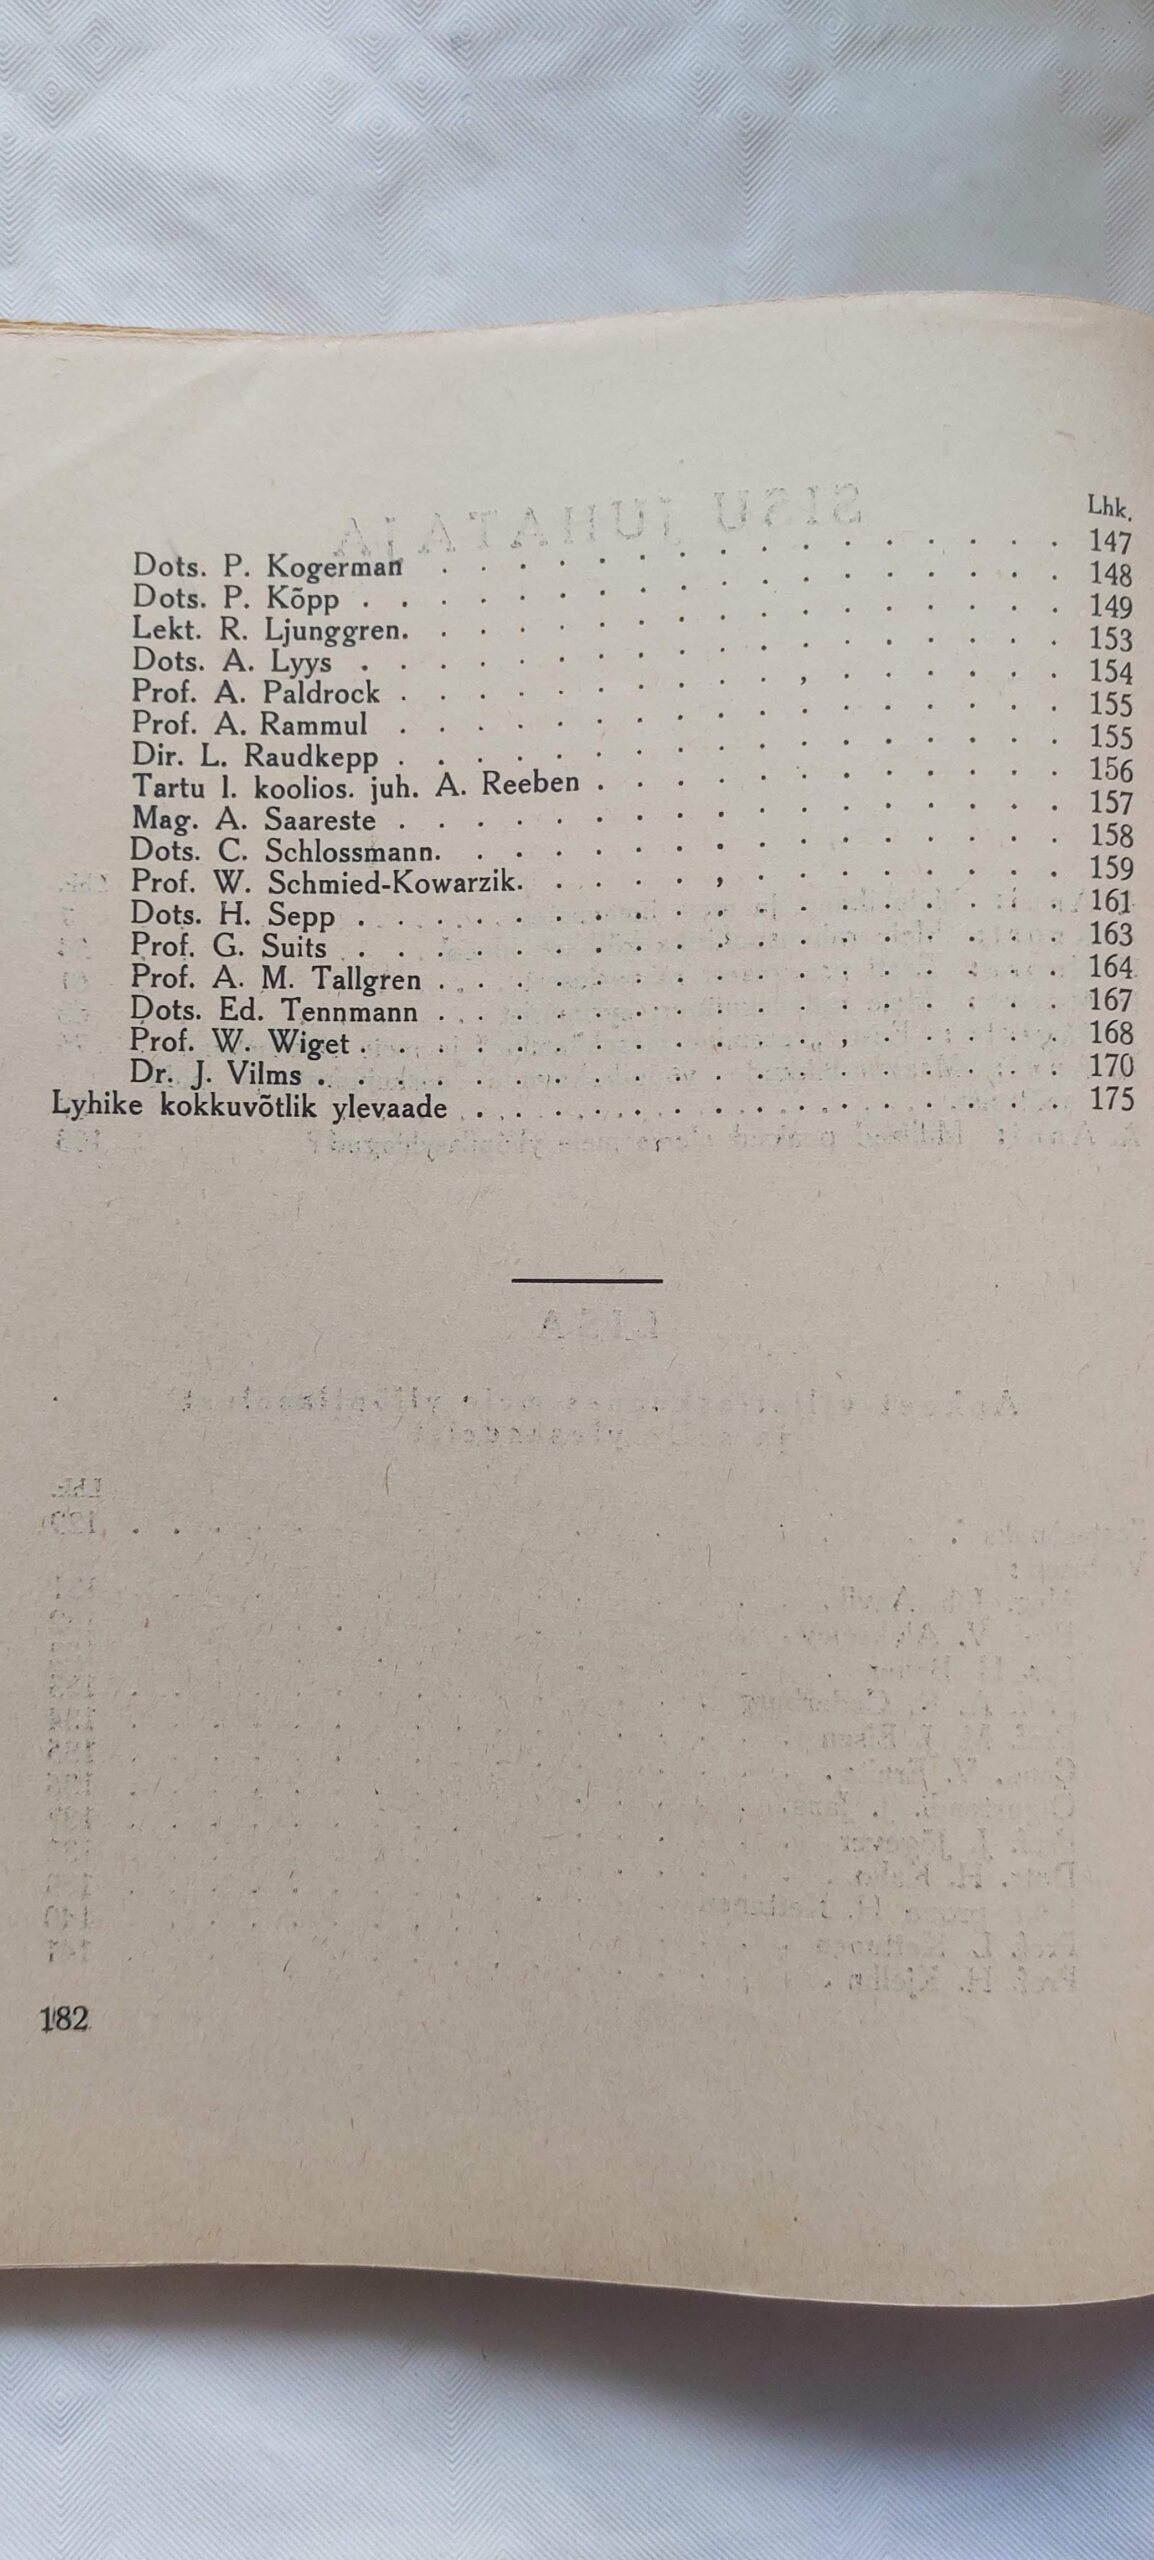 Lhk.
Dots. P. Kogerman . . . . . . . . . . . . . . . . 147
Dots. P. Kõpp . . . . . . . . . . . . . . . . . . 148
Lekt. R. Ljunggren. . . . . . . . . . . . . . . . . 149
Dots. A. Lyys . . . . . . . . . . . . . . . . . . 153
Prof. A. Paldrock . . . . . . . . . . . . . . . . . 154
Prof. A. Rammul . . . . . . . . . . . . . . . . . 155
Dir. L. Raudkepp . . . . . . . . . . . . . . . . . 155
Tartu l. koolios. juh. A. Reeben . . . . . . . . . . . . 156
Mag. A. Saareste . . . . . . . . . . . . . . . . . 157
Dots. C. Schlossmann. . . . . . . . . . . . . . . . 158
Prof. W. Schmied-Kowarzik. . . . . . . . . . . . . . 159
Dots. H. Sepp . . . . . . . . . . . . . . . . . . 161
Prof. G. Suits . . . . . . . . . . . . . . . . . . 163
Prof. A. M. Tallgren . . . . . . . . . . . . . . . . 164
Dots. Ed. Tennmann . . . . . . . . . . . . . . . . 167
Prof. W. Wiget . . . . . . . . . . . . . . . . . . 168
Dr. J. Vilms . . . . . . . . . . . . . . . . . . . 170
Lyhike kokkuvõtlik ylevaade . . . . . . . . . . . . . . . 175
182